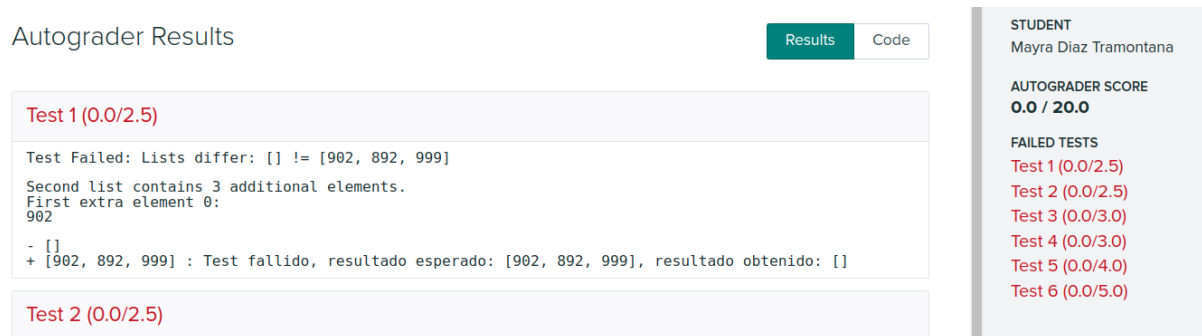 Autograder Results
Results
Code
Test 1 (0.0/2.5)
Test Failed: Lists differ: [] != [902, 892, 999]
Second list contains 3 additional elements.
First extra element 0:
902
- []
+ [902, 892, 999] : Test fallido, resultado esperado: [902, 892, 999], resultado obtenido: []
Test 2 (0.0/2.5)
STUDENT
Mayra Diaz Tramontana
AUTOGRADER SCORE
0.0 / 20.0
FAILED TESTS
Test 1 (0.0/2.5)
Test 2 (0.0/2.5)
Test 3 (0.0/3.0)
Test 4 (0.0/3.0)
Test 5 (0.0/4.0)
Test 6 (0.0/5.0)